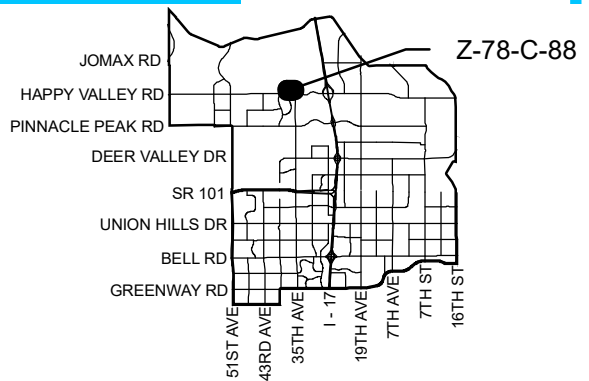 Z-78-C-88
JOMAX RD
HAPPY VALLEY RD
PINNACLE PEAK RD
DEER VALLEY DR
SR 101
UNION HILLS DR
BELL RD
GREENWAY RD
51ST AVE
43RD AVE
35TH AVE
I - 17
19TH AVE
7TH AVE
7TH ST
16TH ST